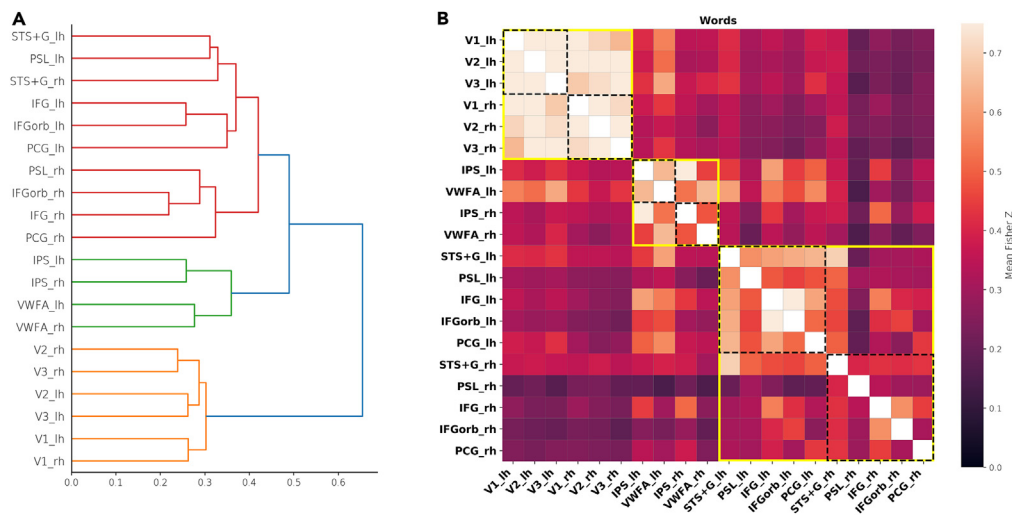 A
STS+G_lh
PSL_lh
STS+G_rh
IFG_lh
IFGorb_lh
PCG_lh
PSL_rh
IFGorb_rh
IFG_rh
PCG_rh
IPS_lh
IPS_rh
VWFA_lh
VWFA_rh
V2_rh
V3_rh
V2_lh
V3_lh
V1_lh
V1_rh
0.0 0.1 0.2 0.3 0.4 0.5 0.6
B
Words
V1_lh
V2_lh
V3_lh
V1_rh
V2_rh
V3_rh
IPS_lh
VWFA_lh
IPS_rh
VWFA_rh
STS+G_lh
PSL_lh
IFG_lh
IFGorb_lh
PCG_lh
STS+G_rh
PSL_rh
IFG_rh
IFGorb_rh
PCG_rh
V1_lh V2_lh V3_lh V1_rh V2_rh V3_rh IPS_lh VWFA_lh IPS_rh VWFA_rh STS+G_lh PSL_lh IFG_lh IFGorb_lh PCG_lh STS+G_rh PSL_rh IFG_rh IFGorb_rh PCG_rh
0.7
0.6
0.5
0.4
0.3
0.2
0.1
0.0
Mean Fisher Z